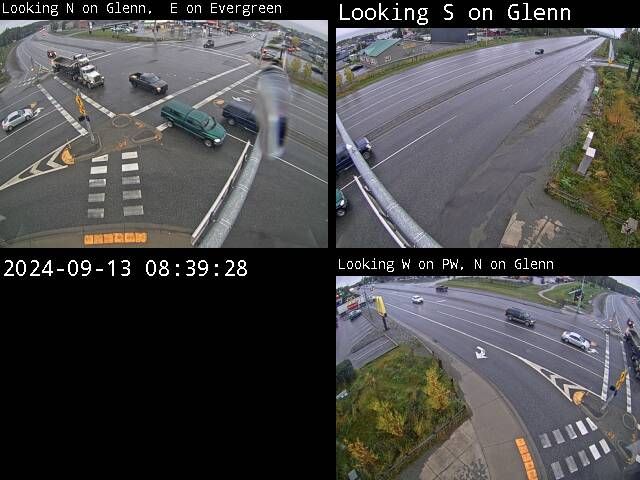 Looking N on Glenn,  E on Evergreen
Looking S on Glenn
2024-09-13 08:39:28
Looking W on PW, N on Glenn